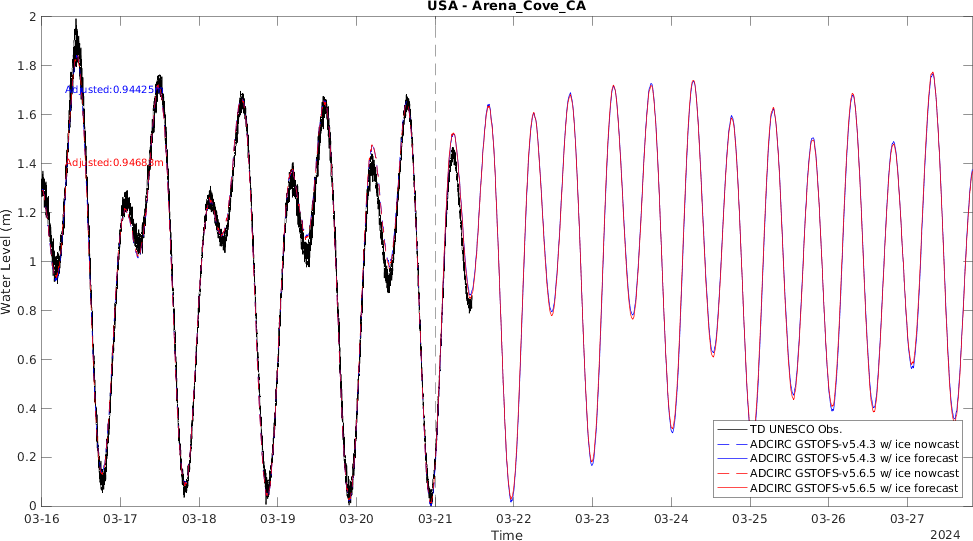 USA - Arena_Cove_CA
2
1.8
1.6
1.4
1.2
1
0.8
0.6
0.4
0.2
0
Water Level (m)
Adjusted:0.94425m
Adjusted:0.9468 m
TD UNESCO Obs.
ADCIRC GSTOFS-v5.4.3 w/ ice nowcast
ADCIRC GSTOFS-v5.4.3 w/ ice forecast
ADCIRC GSTOFS-v5.6.5 w/ ice nowcast
ADCIRC GSTOFS-v5.6.5 w/ ice forecast
03-16 03-17 03-18 03-19 03-20 03-21 03-22 03-23 03-24 03-25 03-26 03-27
Time
2024